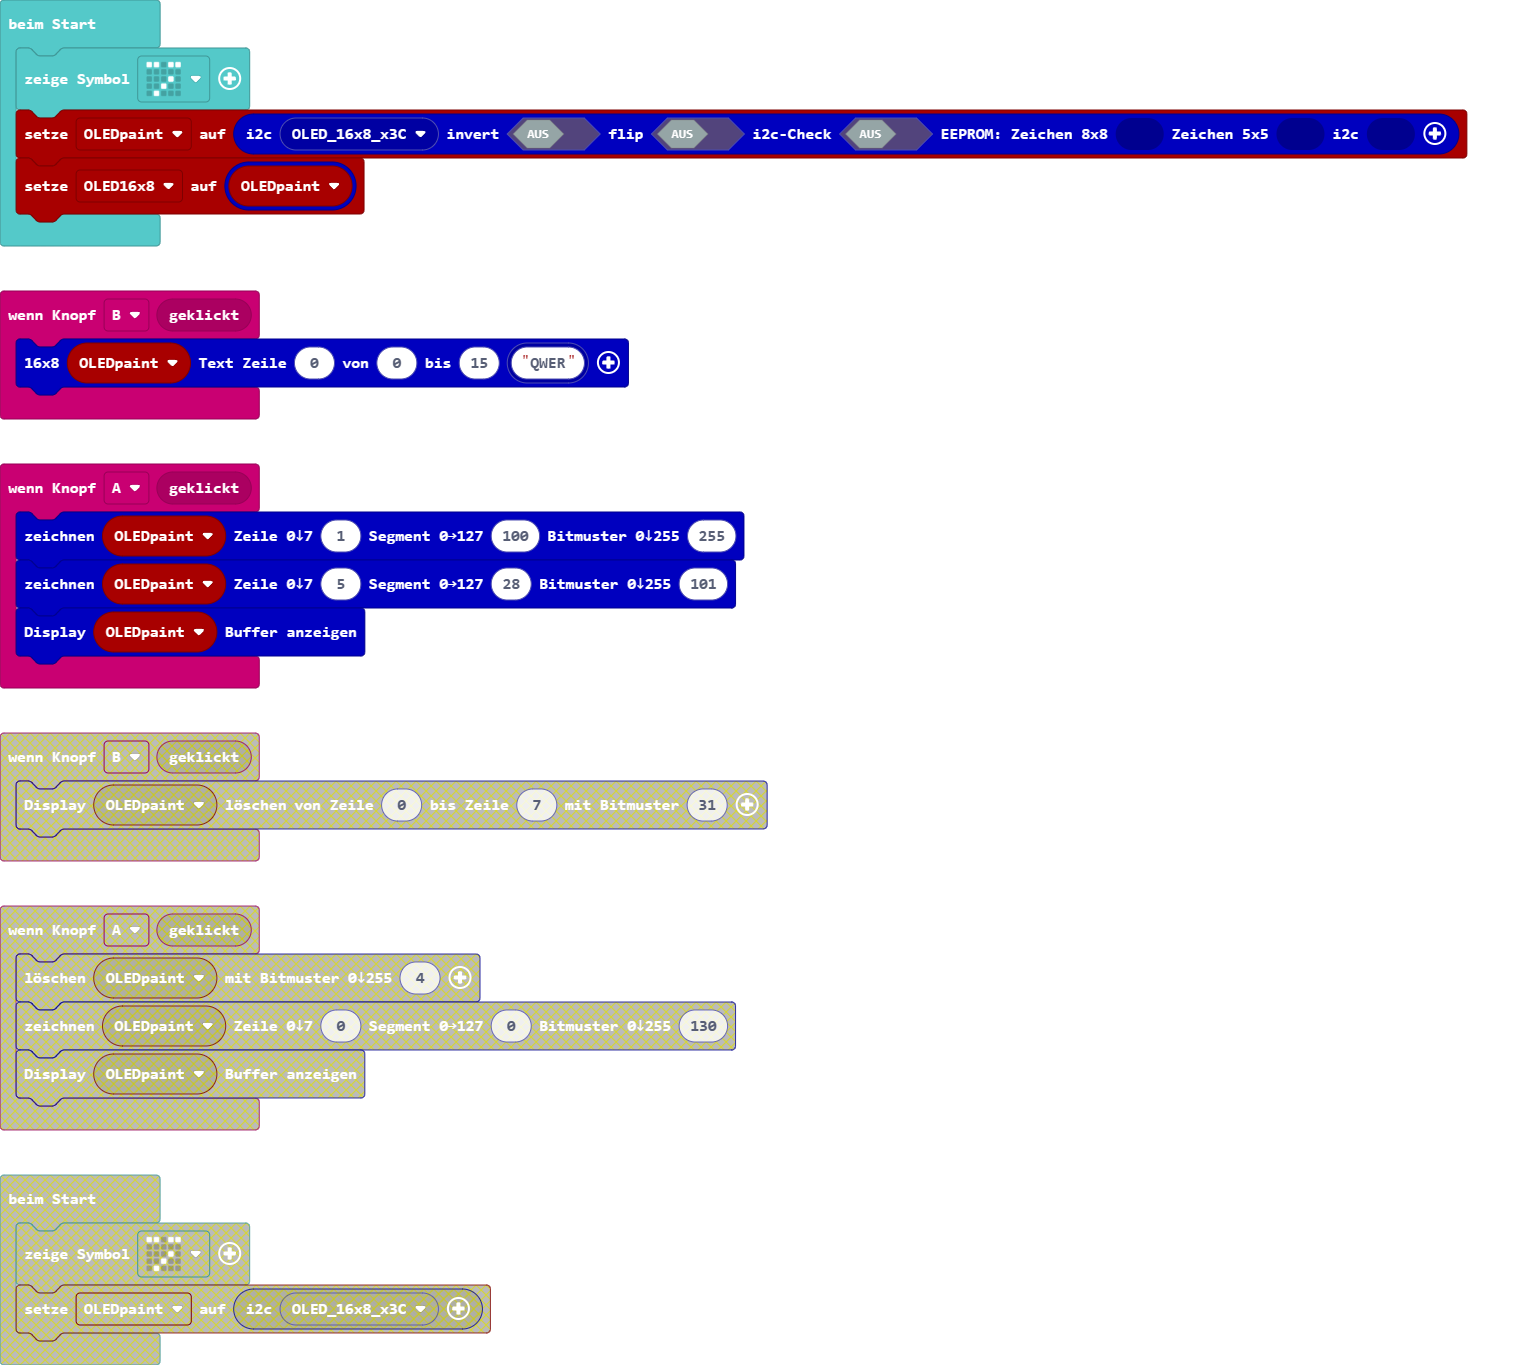 beim Start
zeige Symbol
setze OLEDpaint auf i2c OLED_16x8_x3C invert AUS flip AUS i2c-Check AUS EEPROM: Zeichen 8x8 Zeichen 5x5 i2c
setze OLED16x8 auf OLEDpaint
wenn Knopf B geklickt
16x8 OLEDpaint Text Zeile 0 von 0 bis 15 "QWER"
wenn Knopf A geklickt
zeichnen OLEDpaint Zeile 0↓7 1 Segment 0→127 100 Bitmuster 0↓255 255
zeichnen OLEDpaint Zeile 0↓7 5 Segment 0→127 28 Bitmuster 0↓255 101
Display OLEDpaint Buffer anzeigen
wenn Knopf B geklickt
Display OLEDpaint löschen von Zeile 0 bis Zeile 7 mit Bitmuster 31
wenn Knopf A geklickt
löschen OLEDpaint mit Bitmuster 0↓255 4
zeichnen OLEDpaint Zeile 0↓7 0 Segment 0→127 0 Bitmuster 0↓255 130
Display OLEDpaint Buffer anzeigen
beim Start
zeige Symbol
setze OLEDpaint auf i2c OLED_16x8_x3C